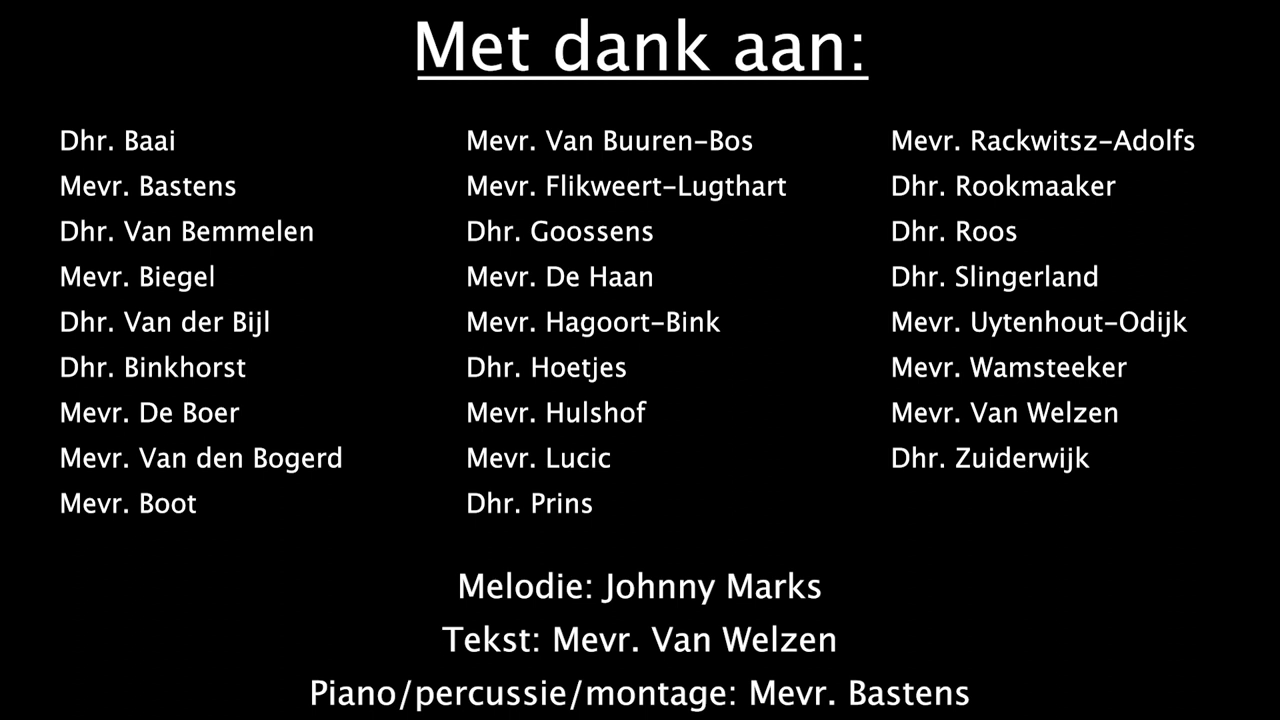 Met dank aan:
Dhr. Baai
Mevr. Bastens
Dhr. Van Bemmelen
Mevr. Biegel
Dhr. Van der Bijl
Dhr. Binkhorst
Mevr. De Boer
Mevr. Van den Bogerd
Mevr. Boot
Mevr. Van Buuren-Bos
Mevr. Flikweert-Lugthart
Dhr. Goossens
Mevr. De Haan
Mevr. Hagoort-Bink
Dhr. Hoetjes
Mevr. Hulshof
Mevr. Lucic
Dhr. Prins
Mevr. Rackwitsz-Adolfs
Dhr. Rookmaaker
Dhr. Roos
Dhr. Slingerland
Mevr. Uytenhout-Odijk
Mevr. Wamsteeker
Mevr. Van Welzen
Dhr. Zuiderwijk
Melodie: Johnny Marks
Tekst: Mevr. Van Welzen
Piano/percussie/montage: Mevr. Bastens